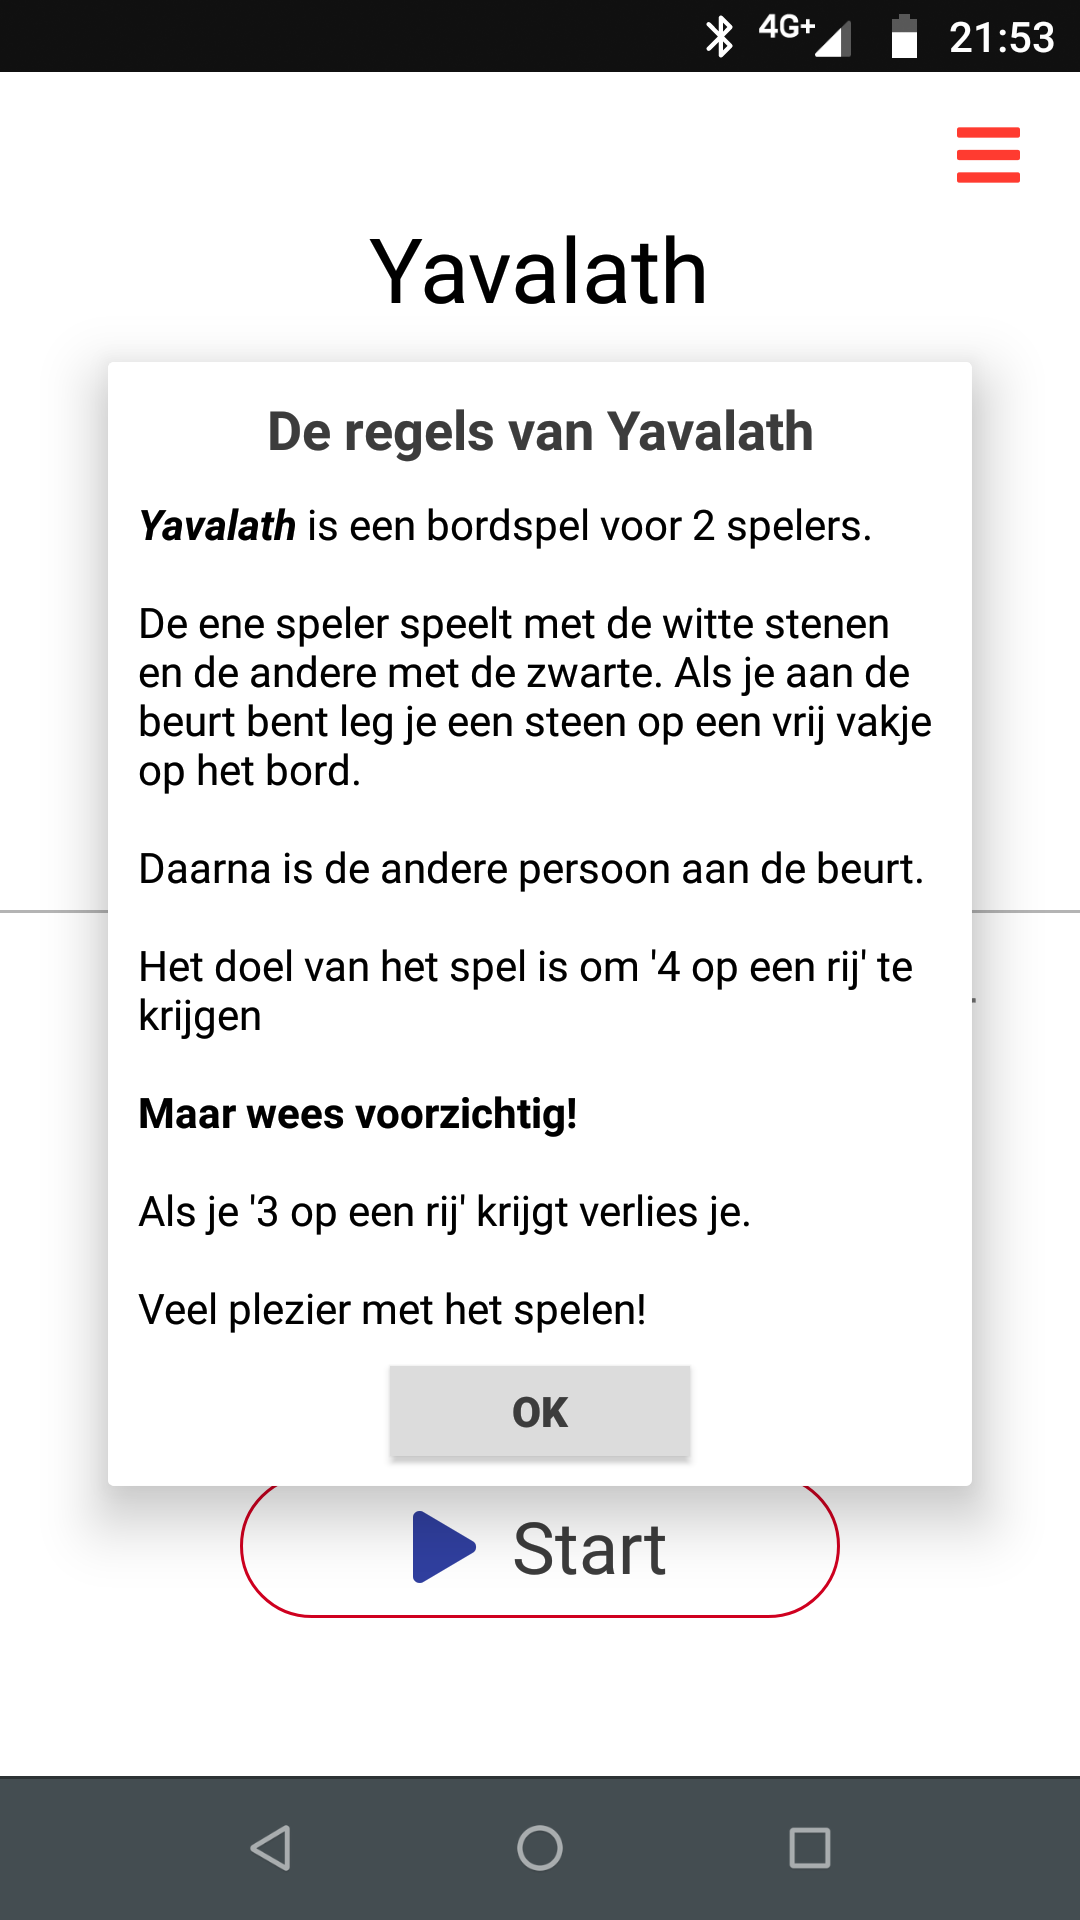 4G+ 21:53
Yavalath
De regels van Yavalath
Yavalath is een bordspel voor 2 spelers.
De ene speler speelt met de witte stenen
en de andere met de zwarte. Als je aan de
beurt bent leg je een steen op een vrij vakje
op het bord.
Daarna is de andere persoon aan de beurt.
Het doel van het spel is om '4 op een rij' te
krijgen
Maar wees voorzichtig!
Als je '3 op een rij' krijgt verlies je.
Veel plezier met het spelen!
OK
Start